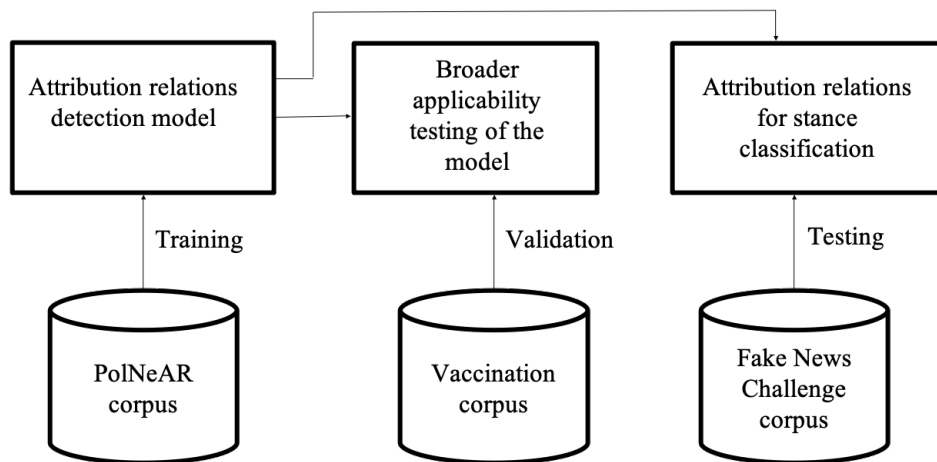 Attribution relations
detection model
Broader
applicability
testing of the
model
Attribution relations
for stance
classification
Training
Validation
Testing
PolNeAR
corpus
Vaccination
corpus
Fake News
Challenge
corpus